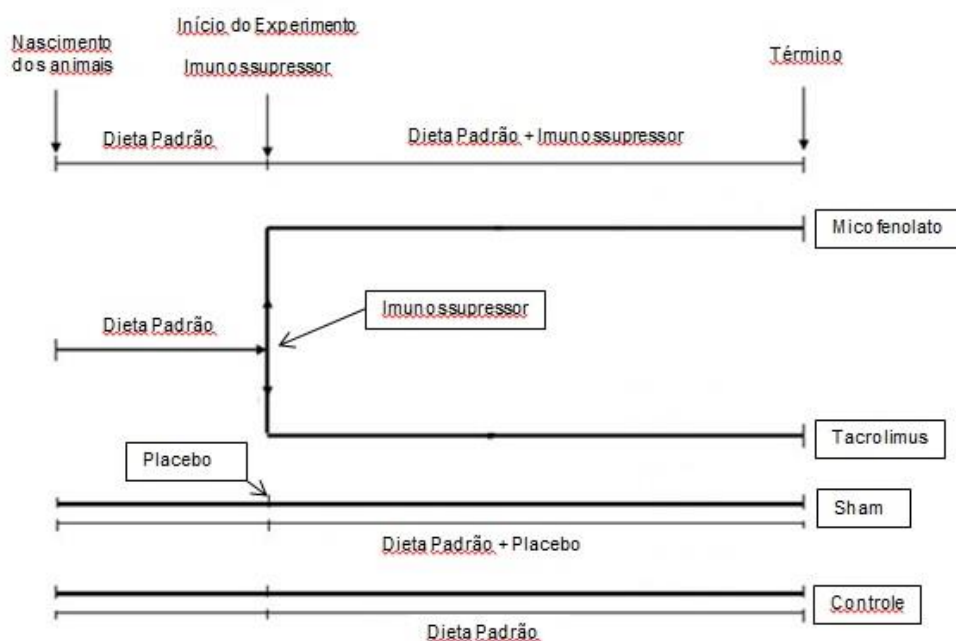 Nascimento
dos animais
Início do Experimento
Imunossupressor
Término
Dieta Padrão
Dieta Padrão + Imunossupressor
Micofenolato
Imunossupressor
Dieta Padrão
Tacrolimus
Placebo
Sham
Dieta Padrão + Placebo
Controle
Dieta Padrão